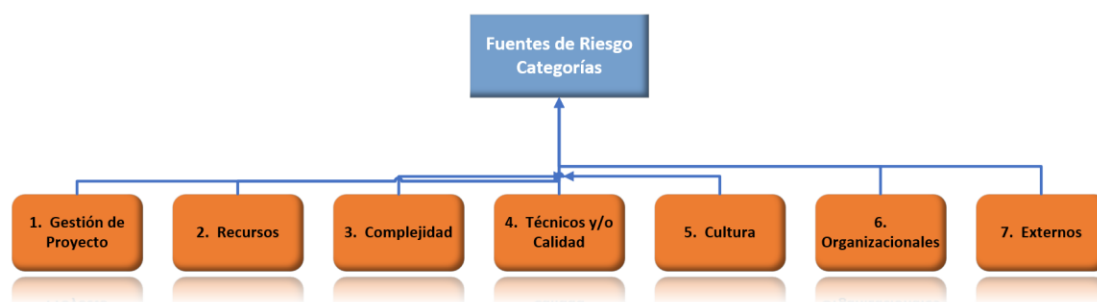 Fuentes de Riesgo
Categorías
1. Gestión de
Proyecto
2. Recursos
3. Complejidad
4. Técnicos y/o
Calidad
5. Cultura
6.
Organizacionales
7. Externos